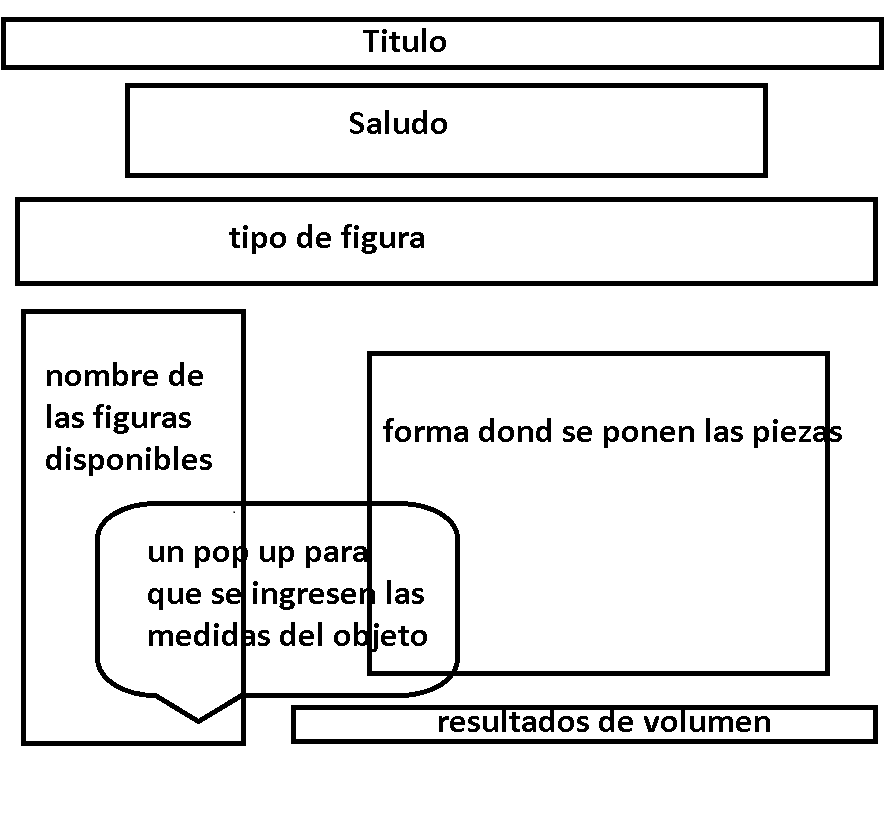 Titulo
Saludo
tipo de figura
nombre de
las figuras
disponibles
forma dond se ponen las piezas
un pop up para
que se ingresen las
medidas del objeto
resultados de volumen